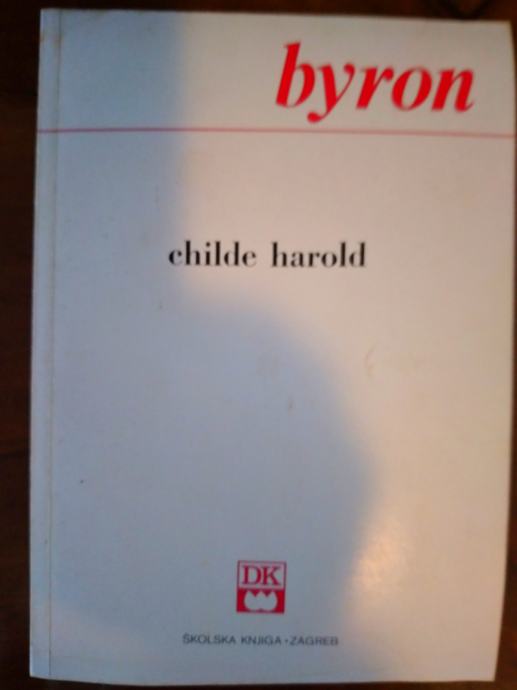 byron
childe harold
DK
ŠKOLSKA KNJIGA • ZAGREB